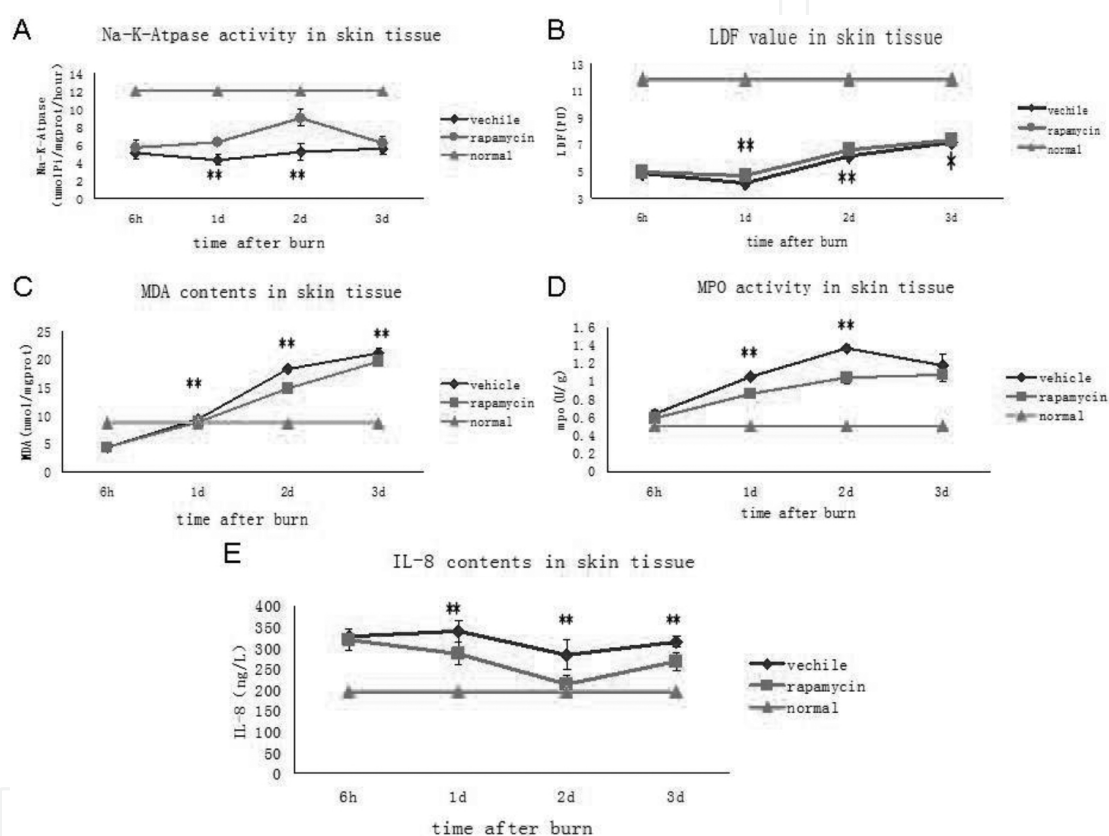 A
Na-K-Atpase activity in skin tissue
Na-K-Atpase
(umolPi/mgprot/hour)
14
12
10
8
6
4
2
0
**
**
6h 1d 2d 3d
time after burn
vechile
rapamycin
normal
B
LDF value in skin tissue
LDF(PU)
13
11
9
7
5
3
**
**
*
6h 1d 2d 3d
time after burn
vechile
rapamycin
normal
C
MDA contents in skin tissue
MDA(nmol/mgprot)
25
20
15
10
5
0
**
**
**
6h 1d 2d 3d
time after burn
vehicle
rapamycin
normal
D
MPO activity in skin tissue
mpo(U/g)
1.6
1.4
1.2
1
0.8
0.6
0.4
0.2
0
**
**
6h 1d 2d 3d
time after burn
vehicle
rapamycin
normal
E
IL-8 contents in skin tissue
IL-8 (ng/L)
400
350
300
250
200
150
100
50
0
**
**
**
6h 1d 2d 3d
time after burn
vechile
rapamycin
normal